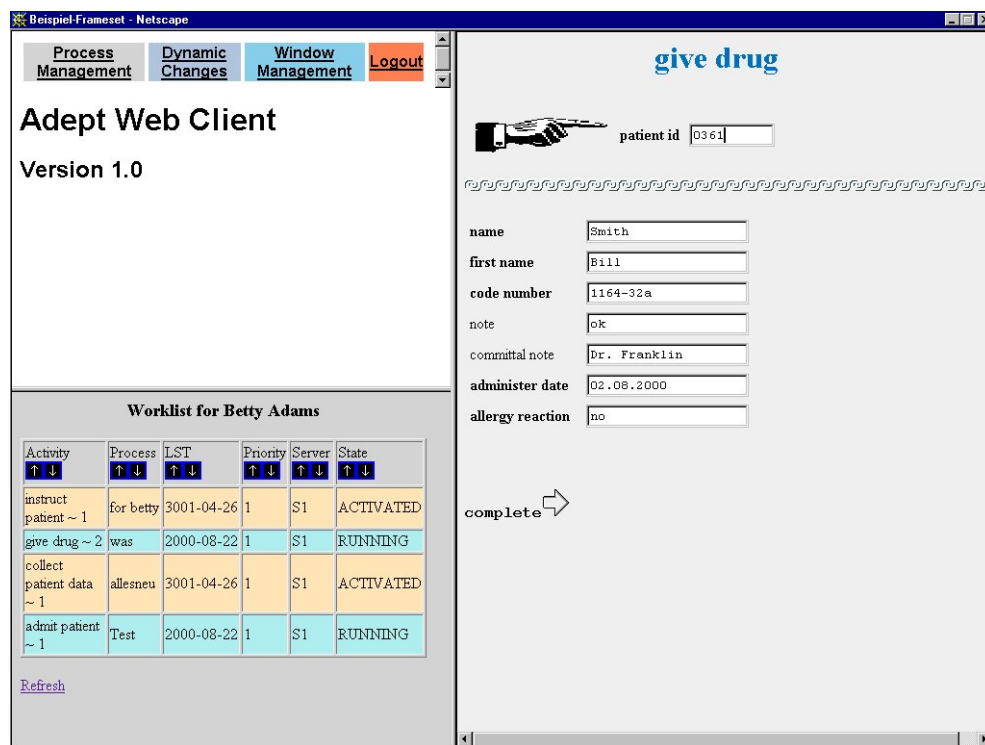 Beispiel-Frameset - Netscape
Process Management
Dynamic Changes
Window Management
Logout
Adept Web Client
Version 1.0
give drug
patient id 0361
name Smith
first name Bill
code number 1164-32a
note ok
committal note Dr. Franklin
administer date 02.08.2000
allergy reaction no
complete
Worklist for Betty Adams
Activity Process LST Priority Server State
↑ ↓ ↑ ↓ ↑ ↓ ↑ ↓ ↑ ↓ ↑ ↓
instruct
patient ~ 1 for betty 3001-04-26 1 S1 ACTIVATED
give drug ~ 2 was 2000-08-22 1 S1 RUNNING
collect
patient data allesneu 3001-04-26 1 S1 ACTIVATED
~ 1
admit patient
~ 1 Test 2000-08-22 1 S1 RUNNING
Refresh